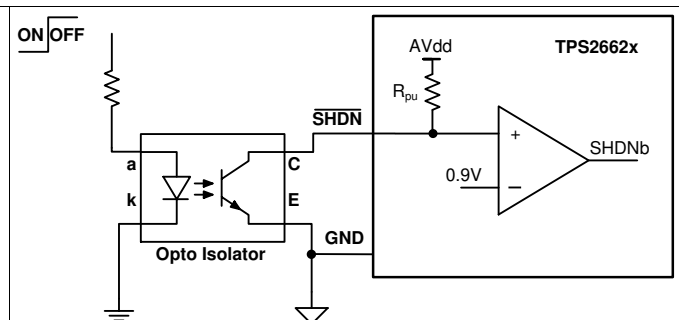 ON OFF
AVdd
TPS2662x
Rpu
SHDN
+
SHDNb
a
C
0.9V
−
k
E
GND
Opto Isolator